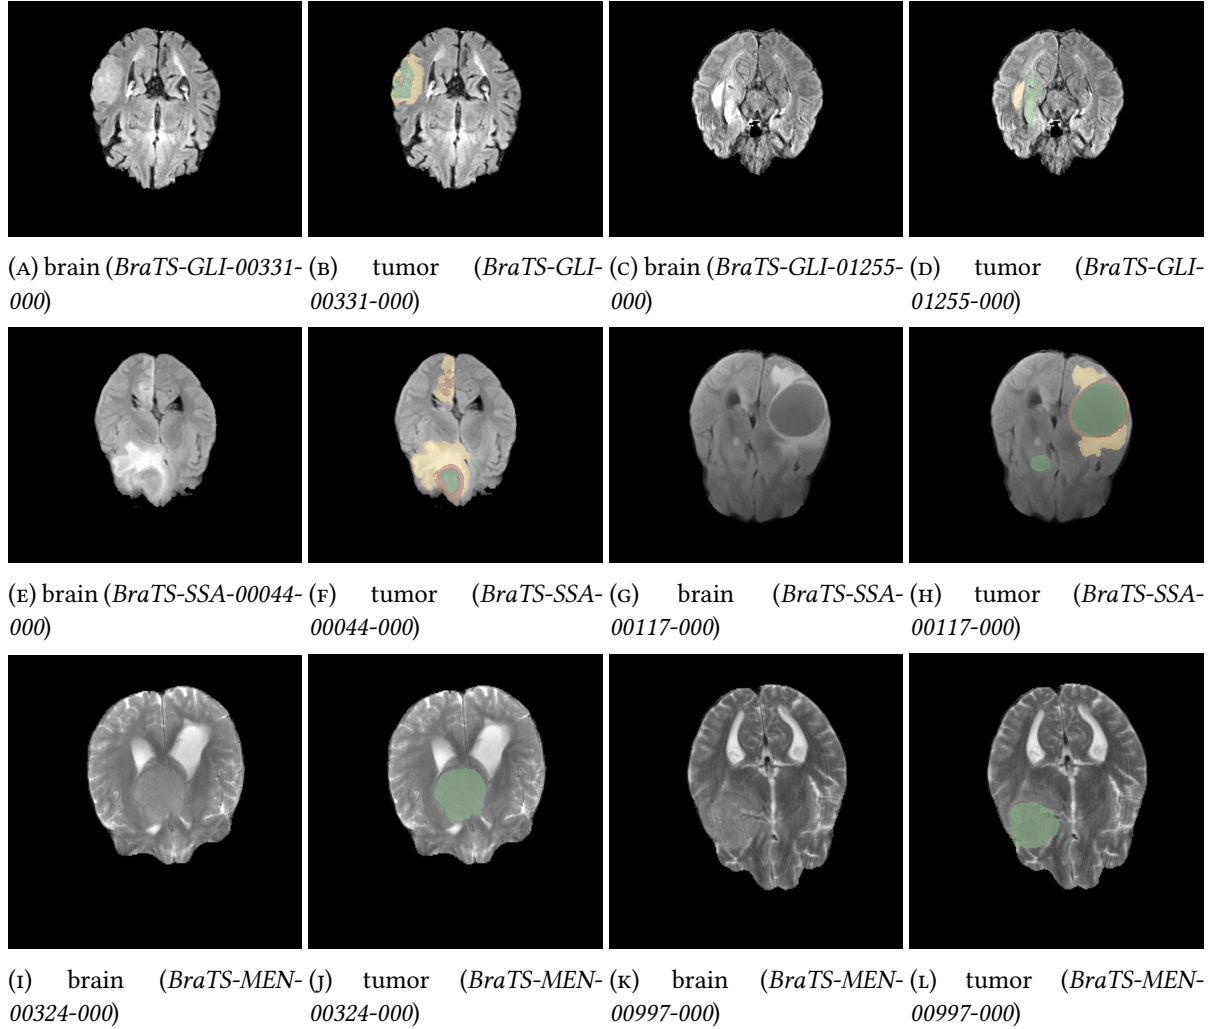 (A) brain (BraTS-GLI-00331-
000)
(B) tumor (BraTS-GLI-
00331-000)
(C) brain (BraTS-GLI-01255-
000)
(D) tumor (BraTS-GLI-
01255-000)
(E) brain (BraTS-SSA-00044-
000)
(F) tumor (BraTS-SSA-
00044-000)
(G) brain (BraTS-SSA-
00117-000)
(H) tumor (BraTS-SSA-
00117-000)
(I) brain (BraTS-MEN-
00324-000)
(J) tumor (BraTS-MEN-
00324-000)
(K) brain (BraTS-MEN-
00997-000)
(L) tumor (BraTS-MEN-
00997-000)